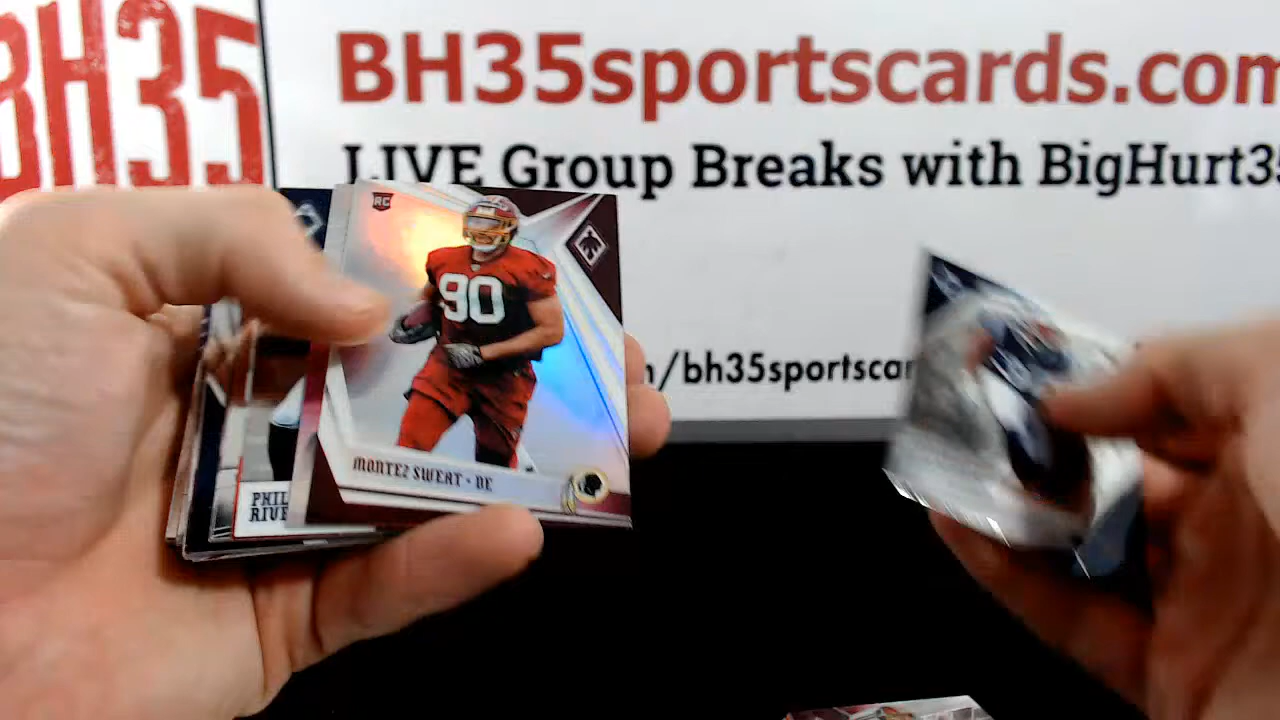 BH35
BH35sportscards.com
LIVE Group Breaks with BigHurt35
/bh35sportscar
RC
90
MONTEZ SWEAT • DE
PHIL
RIVE